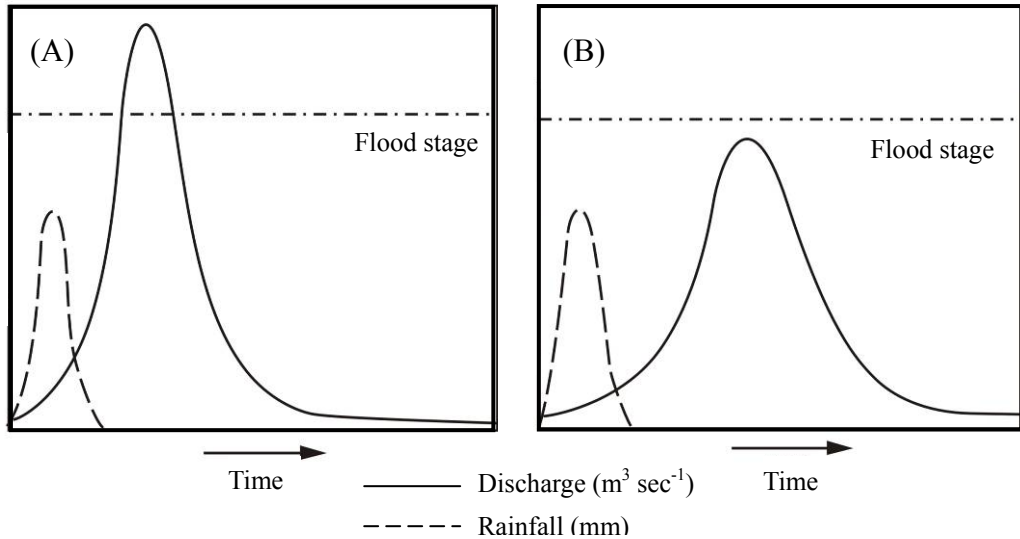 (A)
Flood stage
(B)
Flood stage
Time
Time
Discharge (m³ sec⁻¹)
Rainfall (mm)